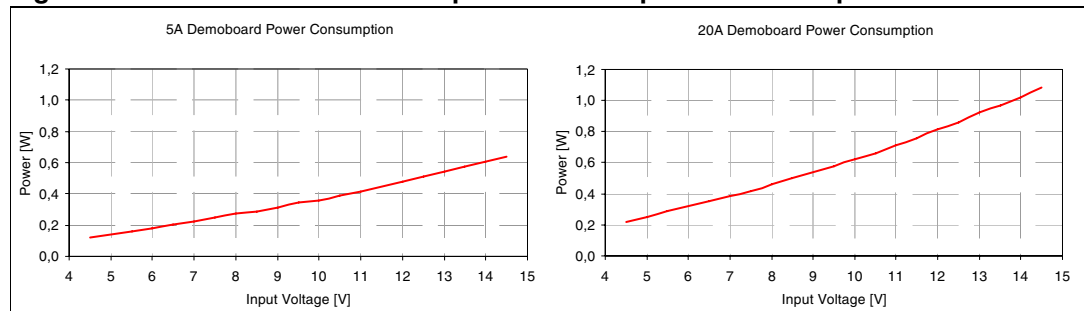 5A Demoboard Power Consumption
1,2
1,0
0,8
0,6
0,4
0,2
0,0
Power [W]
4 5 6 7 8 9 10 11 12 13 14 15
Input Voltage [V]
20A Demoboard Power Consumption
1,2
1,0
0,8
0,6
0,4
0,2
0,0
Power [W]
4 5 6 7 8 9 10 11 12 13 14 15
Input Voltage [V]